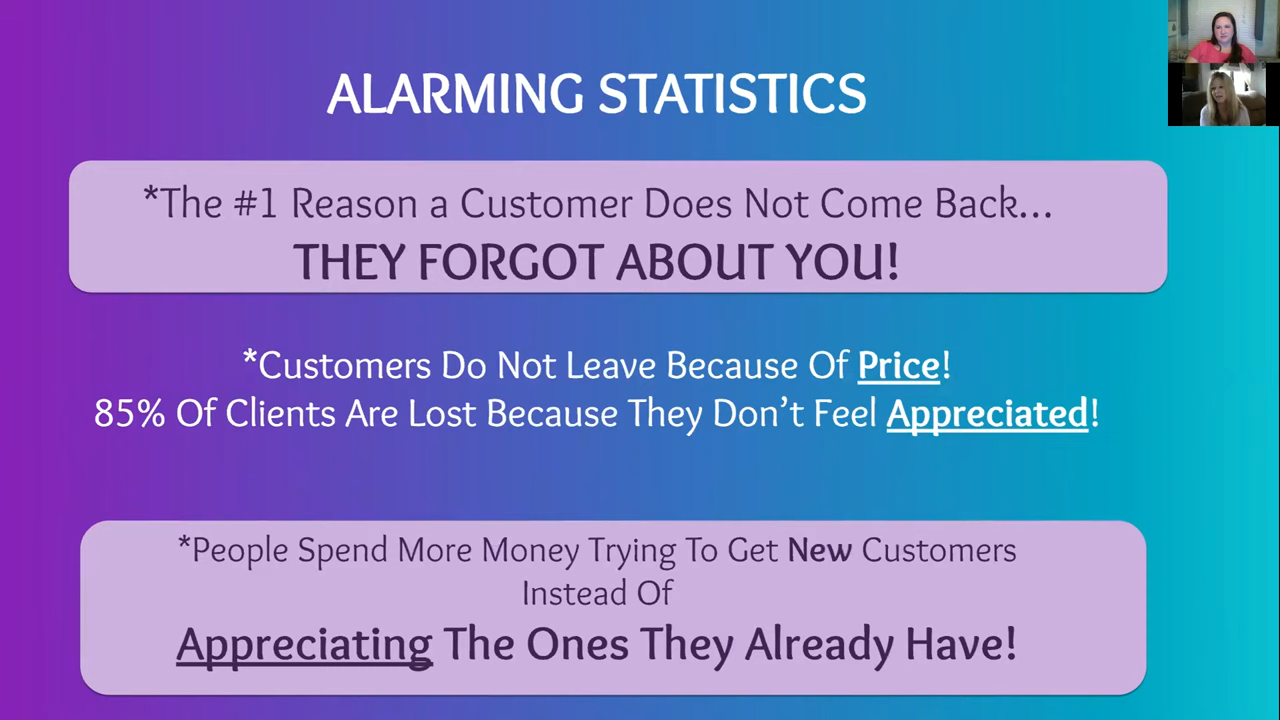 ALARMING STATISTICS
*The #1 Reason a Customer Does Not Come Back...
THEY FORGOT ABOUT YOU!
*Customers Do Not Leave Because Of Price!
85% Of Clients Are Lost Because They Don’t Feel Appreciated!
*People Spend More Money Trying To Get New Customers
Instead Of
Appreciating The Ones They Already Have!